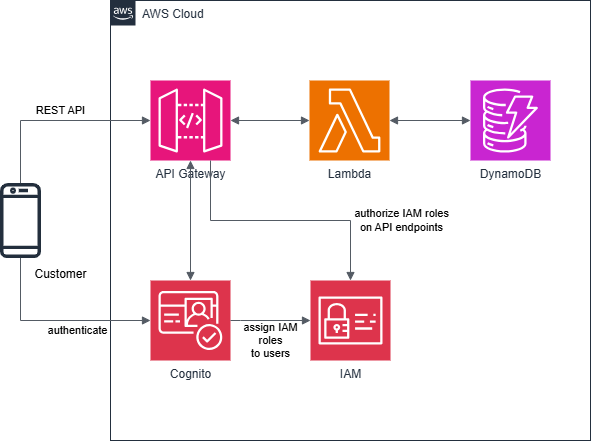 aws
AWS Cloud
REST API
API Gateway
Lambda
DynamoDB
authorize IAM roles
on API endpoints
Customer
authenticate
assign IAM
roles
to users
Cognito
IAM